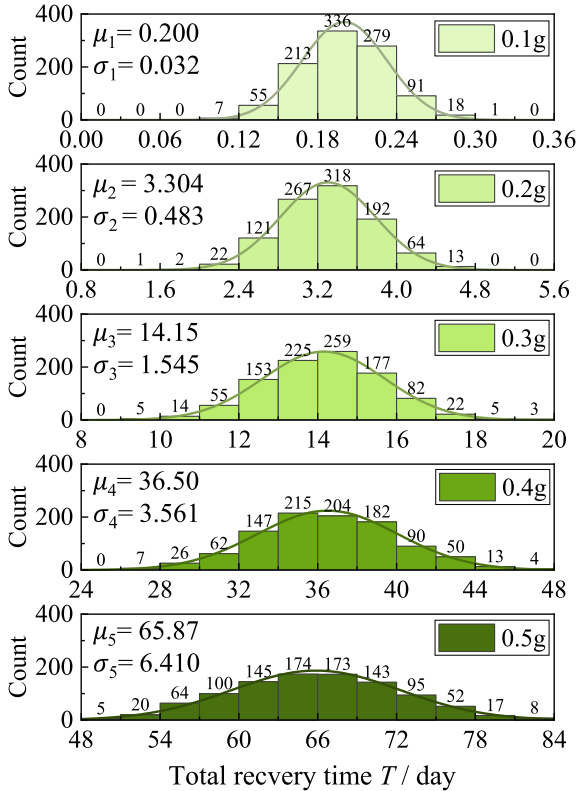 Count
400
200
0
μ1 = 0.200
σ1 = 0.032
0.1g
0 0 0 7 55 213 336 279 91 18 1 0
0.00 0.06 0.12 0.18 0.24 0.30 0.36
Count
400
200
0
μ2 = 3.304
σ2 = 0.483
0.2g
0 1 2 22 121 267 318 192 64 13 0 0
0.8 1.6 2.4 3.2 4.0 4.8 5.6
Count
400
200
0
μ3 = 14.15
σ3 = 1.545
0.3g
0 5 14 55 153 225 259 177 82 22 5 3
8 10 12 14 16 18 20
Count
400
200
0
μ4 = 36.50
σ4 = 3.561
0.4g
0 7 26 62 147 215 204 182 90 50 13 4
24 28 32 36 40 44 48
Count
400
200
0
μ5 = 65.87
σ5 = 6.410
0.5g
5 20 64 100 145 174 173 143 95 52 17 8
48 54 60 66 72 78 84
Total recvery time T / day